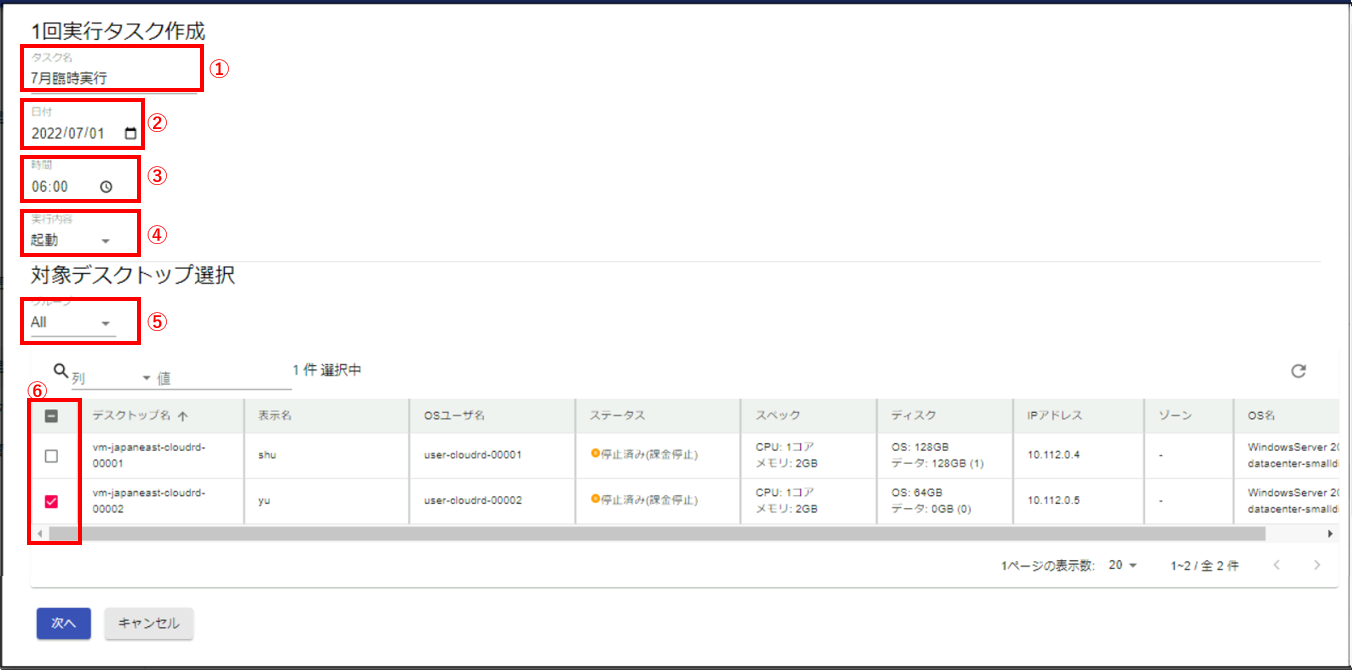 1回実行タスク作成
タスク名
7月臨時実行
①
日付
2022/07/01
②
時間
06:00
③
実行内容
起動
④
対象デスクトップ選択
グループ
All
⑤
列 値 1 件 選択中
⑥
デスクトップ名 ↑ 表示名 OSユーザ名 ステータス スペック ディスク IPアドレス ゾーン OS名
vm-japaneast-cloudrd-00001 shu user-cloudrd-00001 停止済み(課金停止) CPU: 1コア メモリ: 2GB OS: 128GB データ: 128GB (1) 10.112.0.4 - WindowsServer 20 datacenter-smalldi
vm-japaneast-cloudrd-00002 yu user-cloudrd-00002 停止済み(課金停止) CPU: 1コア メモリ: 2GB OS: 64GB データ: 0GB (0) 10.112.0.5 - WindowsServer 20 datacenter-smalldi
1ページの表示数: 20 1~2 / 全 2 件
次へ キャンセル